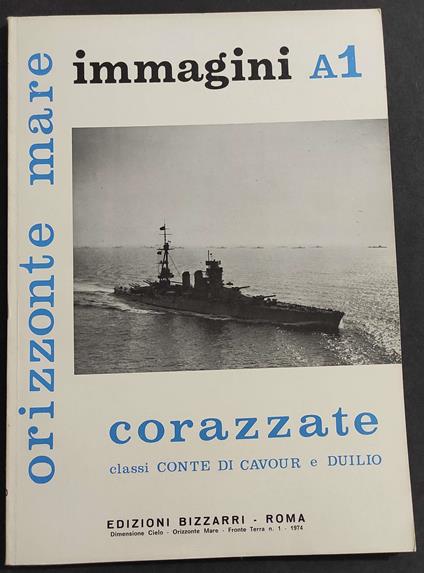 orizzonte mare
immagini A1
corazzate
classi CONTE DI CAVOUR e DUILIO
EDIZIONI BIZZARRI - ROMA
Dimensione Cielo - Orizzonte Mare - Fronte Terra n. 1 - 1974